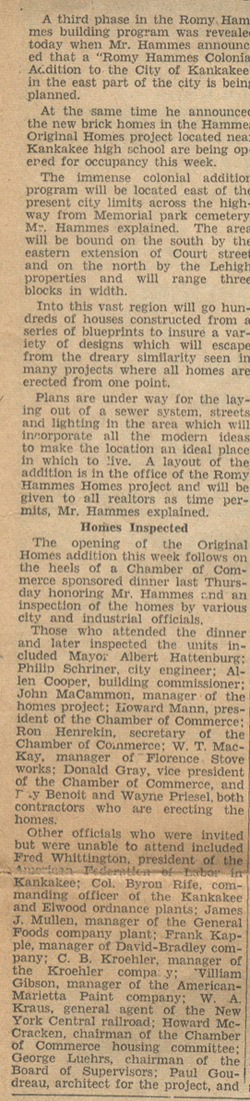 A third phase in the Romy Ham
mes building program was reveale
today when Mr. Hammes announc
ed that a "Romy Hammes Colonia
Addition to the City of Kankakee
in the east part of the city is bein
planned.
At the same time he announced
the new brick homes in the Hamme
Original Homes project located nea
Kankakee high school are being op
ened for occupancy this week.
The immense colonial addition
program will be located east of the
present city limits across the high-
way from Memorial park cemetery
Mr. Hammes explained. The area
will be bound on the south by the
eastern extension of Court street
and on the north by the Lehigh
properties and will range three
blocks in width.
Into this vast region will go hun-
dreds of houses constructed from a
series of blueprints to insure a var-
iety of designs which will escape
from the dreary similarity seen in
many projects where all homes are
erected from one point.
Plans are under way for the lay-
ing out of a sewer system, streets
and lighting in the area which will
incorporate all the modern ideas
to make the location an ideal place
in which to live. A layout of the
addition is in the office of the Romy
Hammes Homes project and will be
given to all realtors as time per-
mits, Mr. Hammes explained.
Homes Inspected
The opening of the Original
Homes addition this week follows on
the heels of a Chamber of Com-
merce sponsored dinner last Thurs-
day honoring Mr. Hammes and an
inspection of the homes by various
city and industrial officials.
Those who attended the dinner
and later inspected the units in-
cluded Mayor Albert Hattenburg;
Philip Schriner, city engineer; Al-
len Cooper, building commissioner;
John MacCammon, manager of the
homes project; Howard Mann, pres-
ident of the Chamber of Commerce;
Ron Henrekin, secretary of the
Chamber of Commerce; W. T. Mac-
Kay, manager of Florence Stove
works; Donald Gray, vice president
of the Chamber of Commerce, and
Benoit and Wayne Priesel, both
contractors who are erecting the
homes.
Other officials who were invited
but were unable to attend included
Fred Whittington, president of the
American Federation of Labor in
Kankakee; Col. Byron Rife, com-
manding officer of the Kankakee
and Elwood ordnance plants; James
J. Mullen, manager of the General
Foods company plant; Frank Kap-
ple, manager of David-Bradley com-
pany; C. B. Kroehler, manager of
the Kroehler company; William
Gibson, manager of the American-
Marietta Paint company; W. A.
Kraus, general agent of the New
York Central railroad; Howard Mc-
Cracken, chairman of the Chamber
of Commerce housing committee;
George Luehrs, chairman of the
Board of Supervisors; Paul Gou-
dreau, architect for the project, and